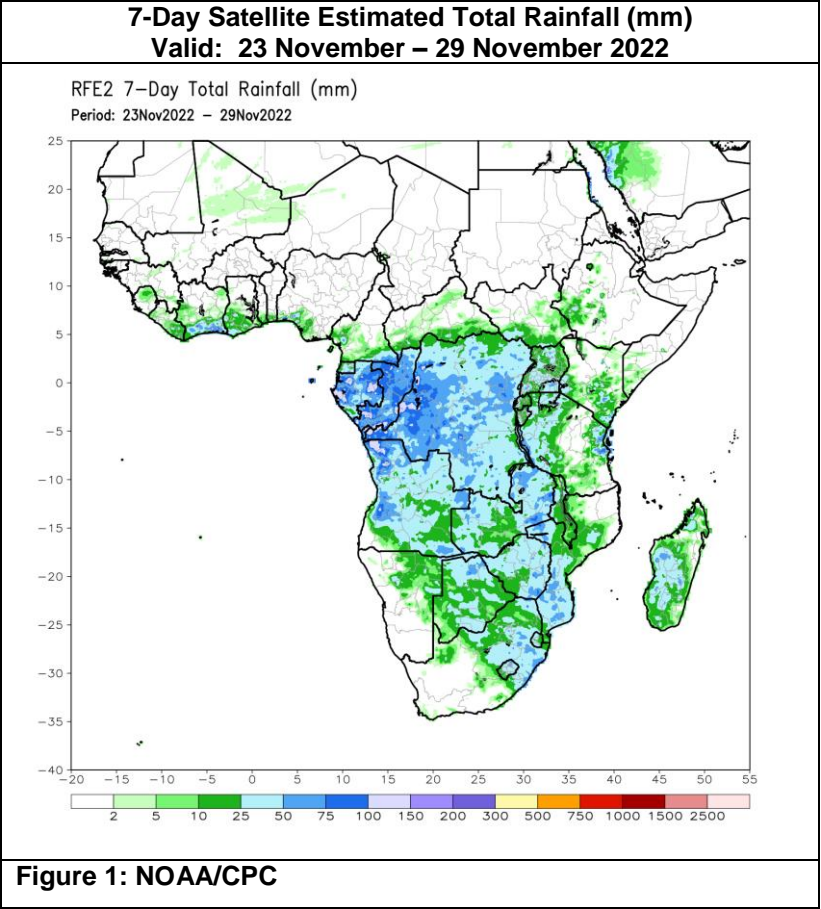 7-Day Satellite Estimated Total Rainfall (mm)
Valid:  23 November – 29 November 2022
RFE2 7-Day Total Rainfall (mm)
Period: 23Nov2022 - 29Nov2022
25
20
15
10
5
0
-5
-10
-15
-20
-25
-30
-35
-40
-20 -15 -10 -5 0 5 10 15 20 25 30 35 40 45 50 55
2 5 10 25 50 75 100 150 200 300 500 750 1000 1500 2500
Figure 1: NOAA/CPC